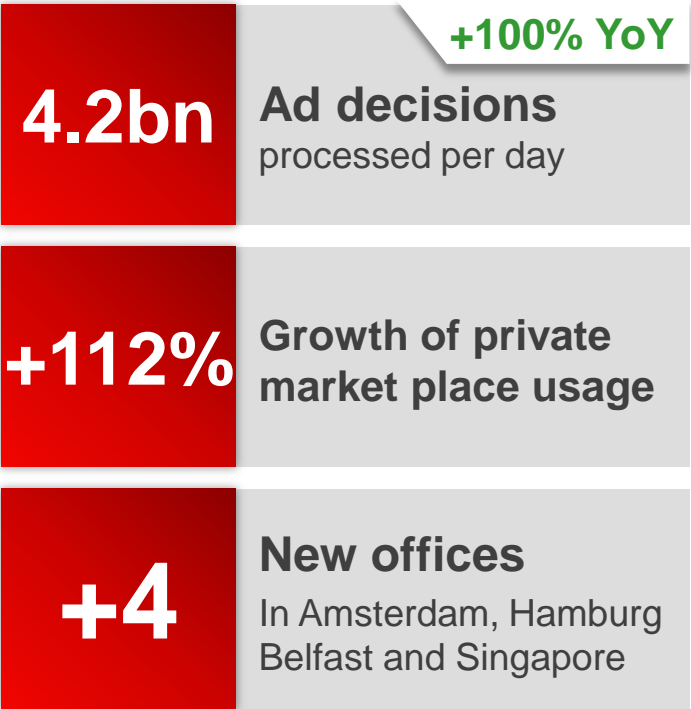 +100% YoY
4.2bn
Ad decisions
processed per day
+112%
Growth of private
market place usage
+4
New offices
In Amsterdam, Hamburg
Belfast and Singapore